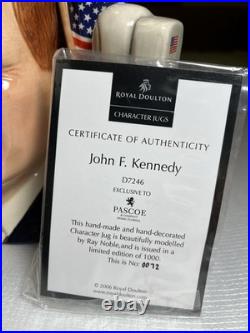 ROYAL DOULTON
CHARACTER JUGS
CERTIFICATE OF AUTHENTICITY
John F. Kennedy
D7246
EXCLUSIVE TO
PASCOE
& COMPANY
This hand-made and hand-decorated
Character Jug is beautifully modelled
by Ray Noble, and is issued in a
limited edition of 1000.
This is No: 0072
© 2006 Royal Doulton